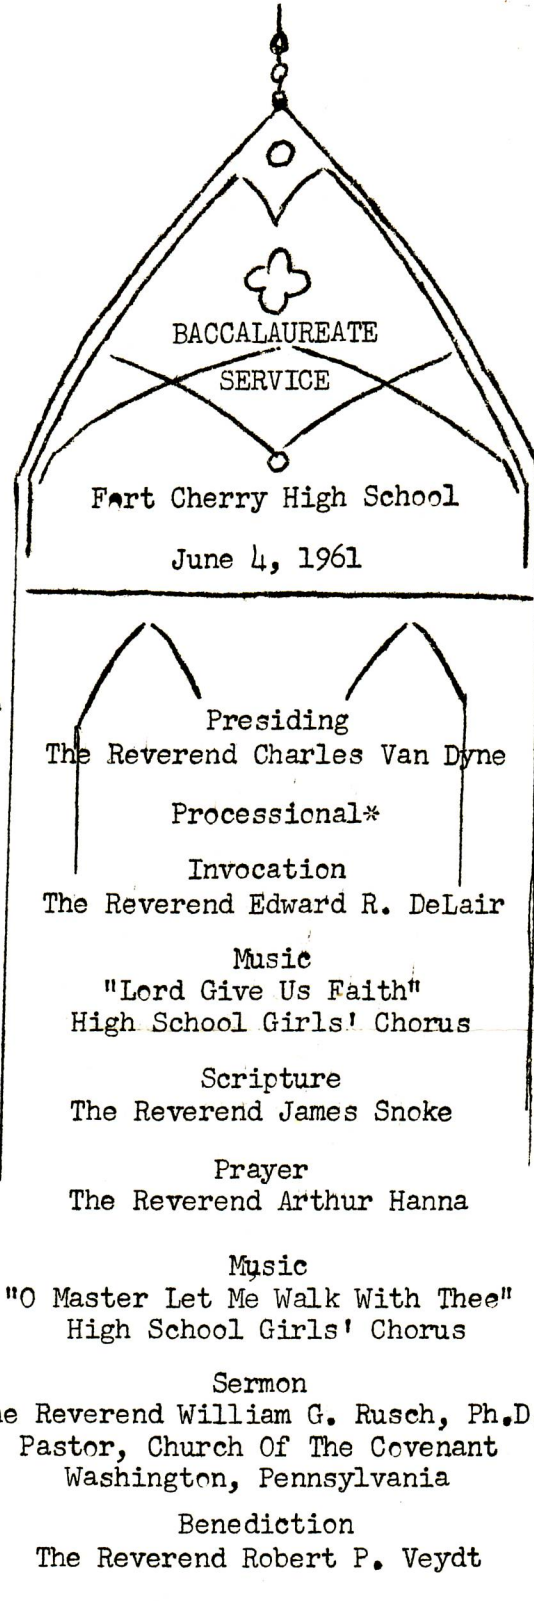 BACCALAUREATE
SERVICE
Fort Cherry High School
June 4, 1961
Presiding
The Reverend Charles Van Dyne
Processional*
Invocation
The Reverend Edward R. DeLair
Music
"Lord Give Us Faith"
High School Girls' Chorus
Scripture
The Reverend James Snoke
Prayer
The Reverend Arthur Hanna
Music
"O Master Let Me Walk With Thee"
High School Girls' Chorus
Sermon
e Reverend William G. Rusch, Ph.D
Pastor, Church Of The Covenant
Washington, Pennsylvania
Benediction
The Reverend Robert P. Veydt